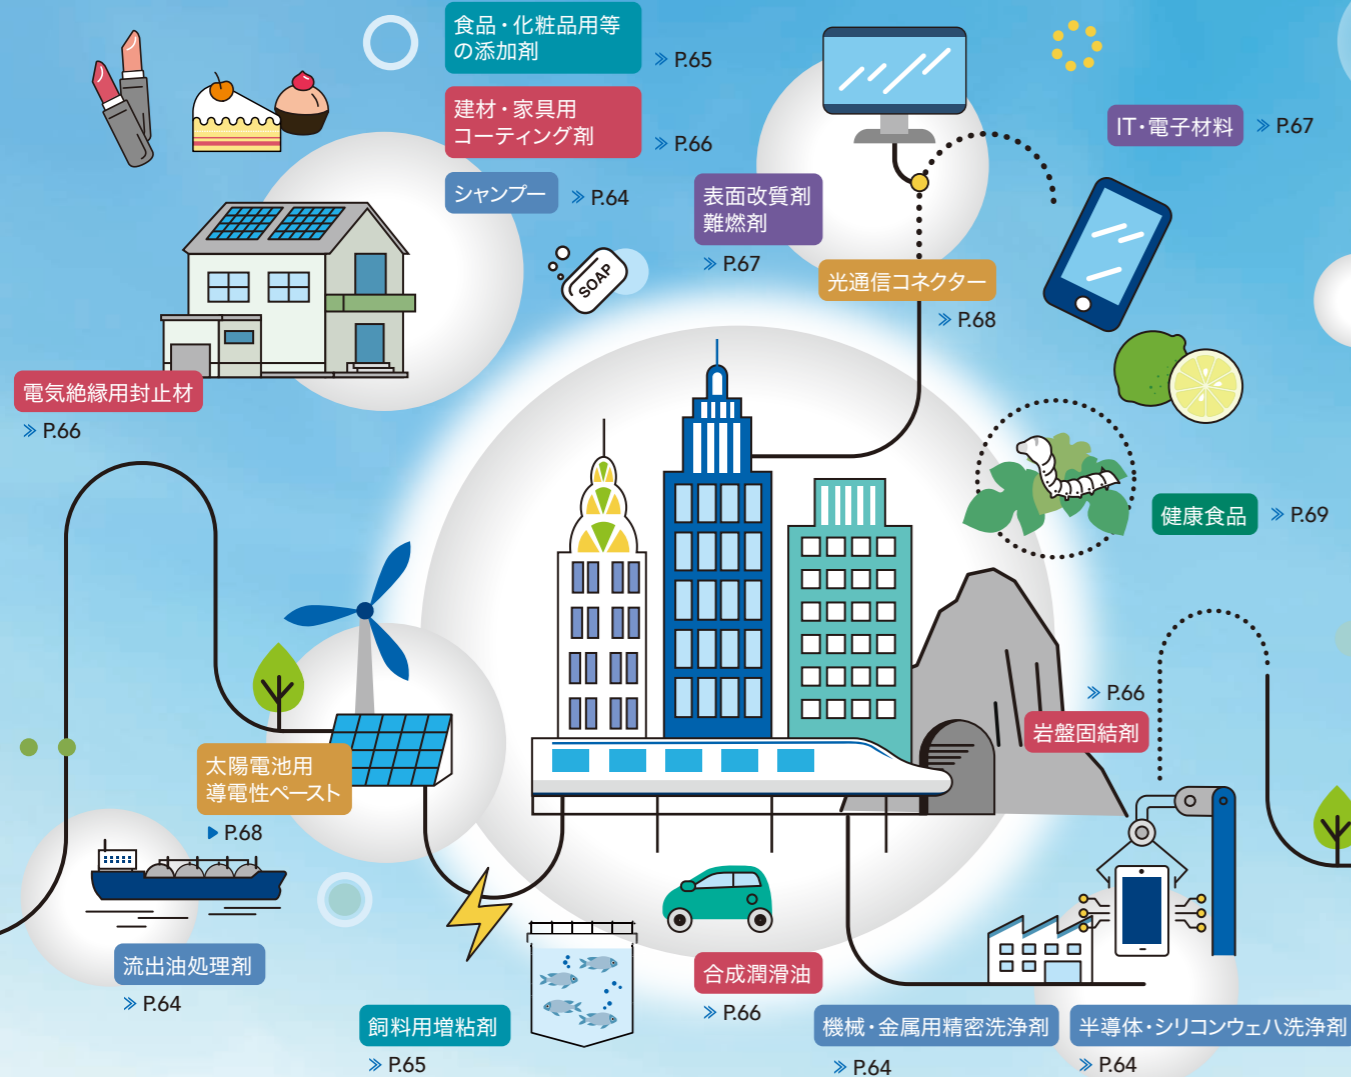 食品・化粧品用等
の添加剤
≫ P.65
建材・家具用
コーティング剤
≫ P.66
シャンプー
≫ P.64
IT・電子材料
≫ P.67
表面改質剤
難燃剤
≫ P.67
SOAP
光通信コネクター
≫ P.68
電気絶縁用封止材
≫ P.66
健康食品
≫ P.69
≫ P.66
岩盤固結剤
太陽電池用
導電性ペースト
▶ P.68
流出油処理剤
≫ P.64
合成潤滑油
≫ P.66
飼料用増粘剤
≫ P.65
機械・金属用精密洗浄剤
≫ P.64
半導体・シリコンウェハ洗浄剤
≫ P.64